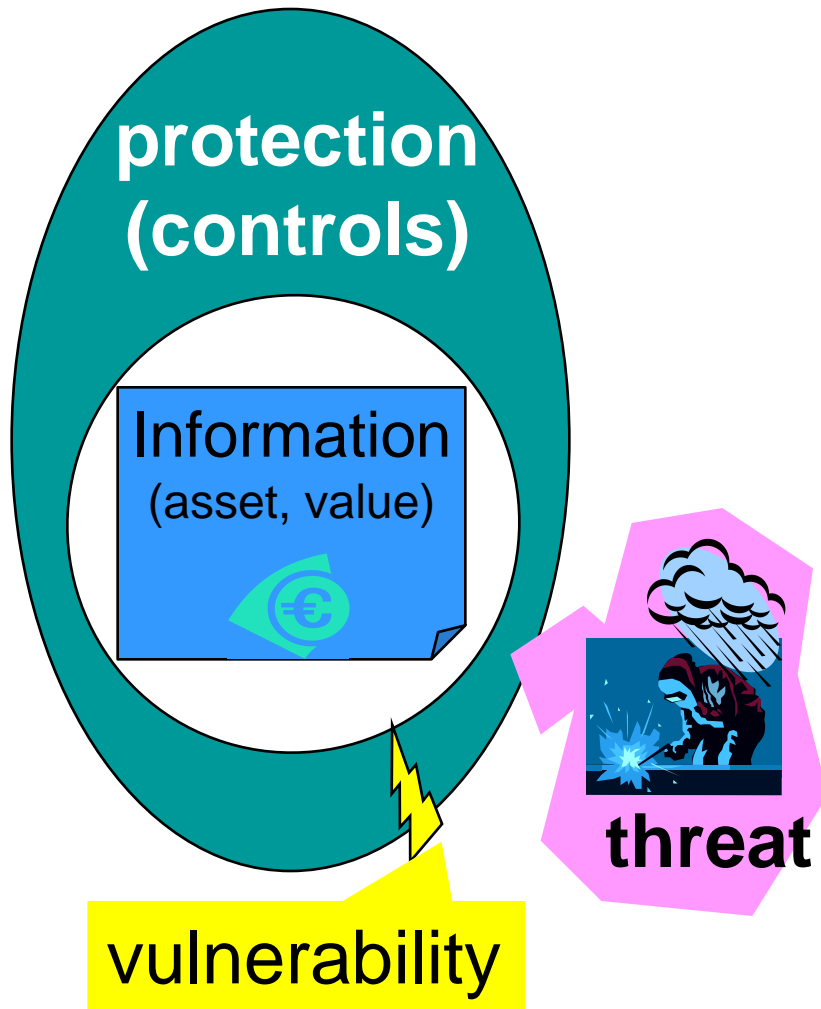 protection
(controls)
Information
(asset, value)
€
threat
vulnerability